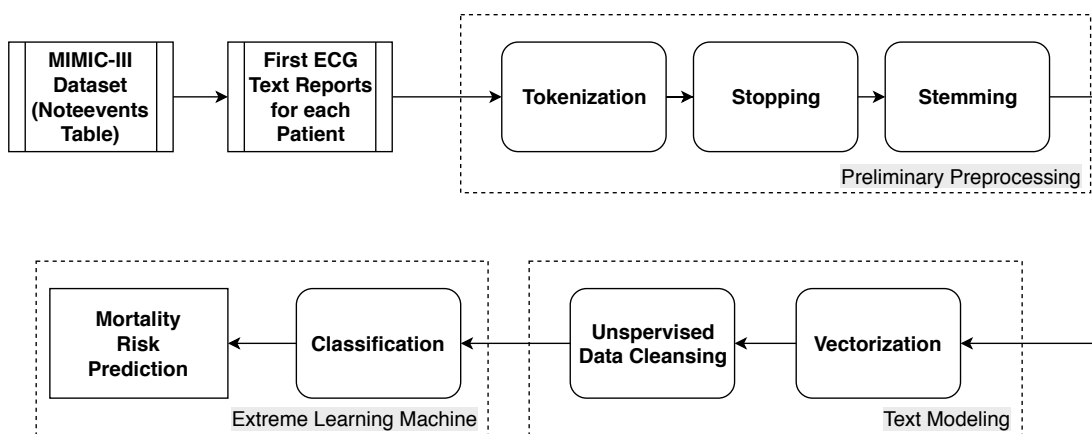 MIMIC-III
Dataset
(Noteevents
Table)
First ECG
Text Reports
for each
Patient
Tokenization
Stopping
Stemming
Preliminary Preprocessing
Mortality
Risk
Prediction
Classification
Extreme Learning Machine
Unspervised
Data Cleansing
Vectorization
Text Modeling